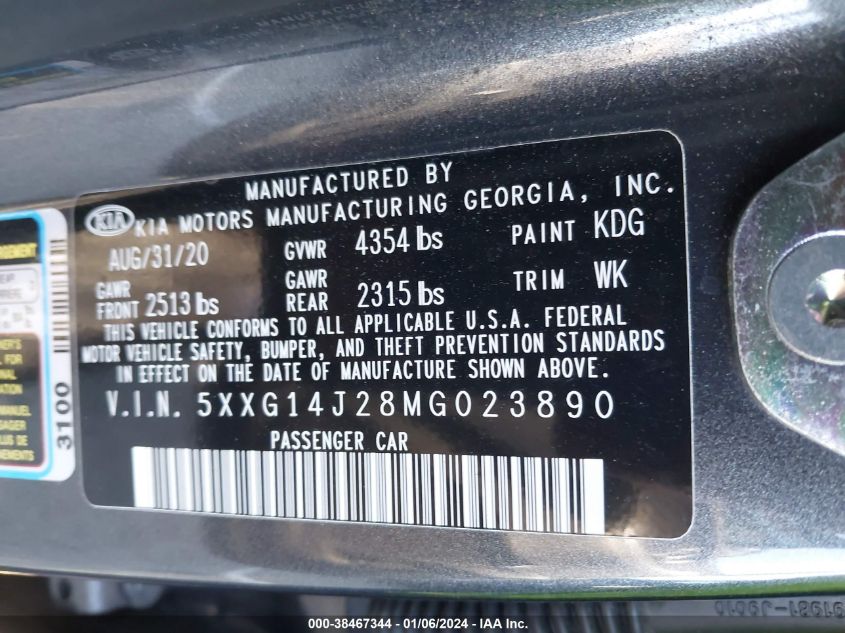 MANUFACTURED BY
KIA KIA MOTORS MANUFACTURING GEORGIA, INC.
AUG/31/20 GVWR 4354 lbs PAINT KDG
GAWR FRONT 2513 lbs GAWR REAR 2315 lbs TRIM WK
THIS VEHICLE CONFORMS TO ALL APPLICABLE U.S.A. FEDERAL
MOTOR VEHICLE SAFETY, BUMPER, AND THEFT PREVENTION STANDARDS
IN EFFECT ON THE DATE OF MANUFACTURE SHOWN ABOVE.
V.I.N. 5XXG14J28MG023890
PASSENGER CAR
3100
000-38467344 - 01/06/2024 - IAA Inc.